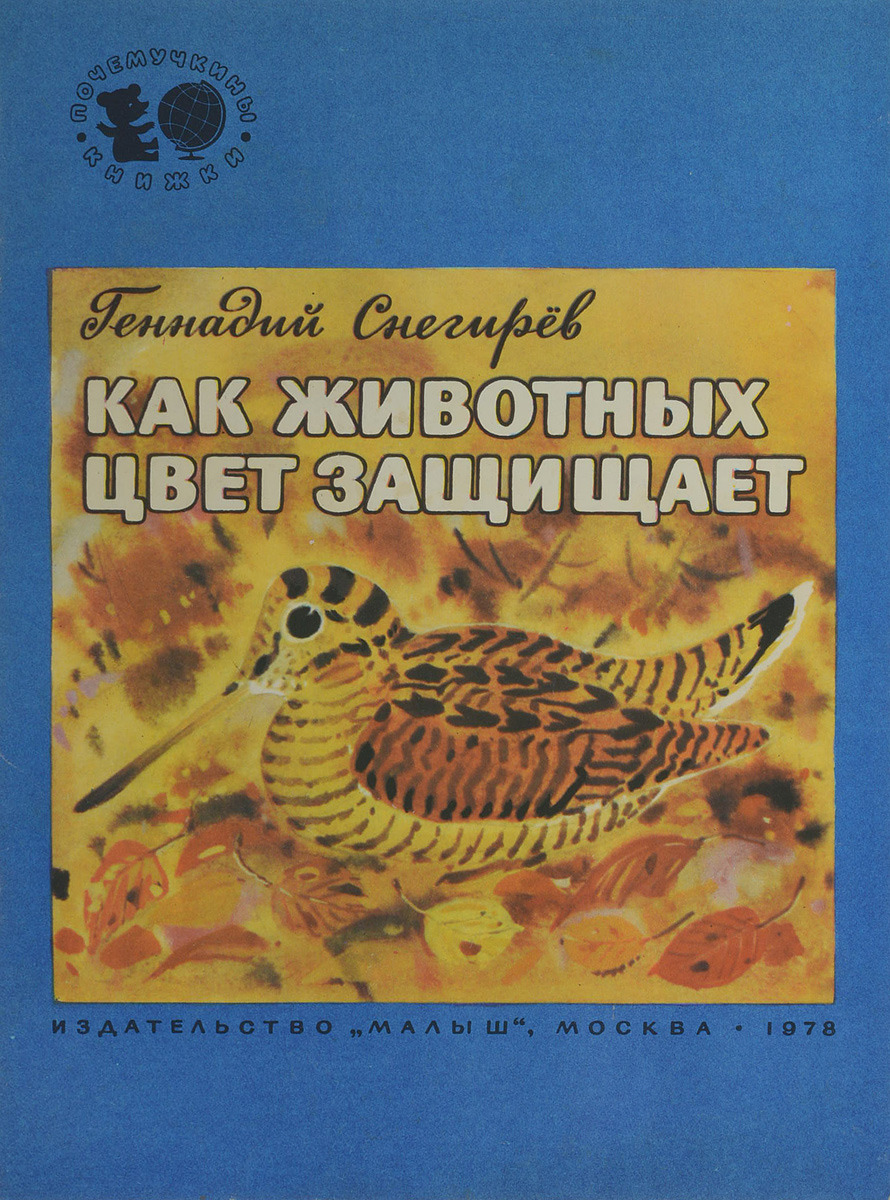 ПОЧЕМУЧКИНЫ
• КНИЖКИ •
Геннадий Снегирёв
КАК ЖИВОТНЫХ
ЦВЕТ ЗАЩИЩАЕТ
ИЗДАТЕЛЬСТВО „МАЛЫШ“, МОСКВА • 1978